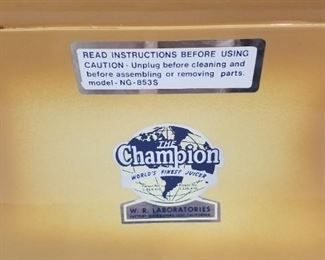 READ INSTRUCTIONS BEFORE USING
CAUTION - Unplug before cleaning and
before assembling or removing parts.
model - NG-853S
THE
Champion
WORLD'S FINEST JUICER
W. R. LABORATORIES